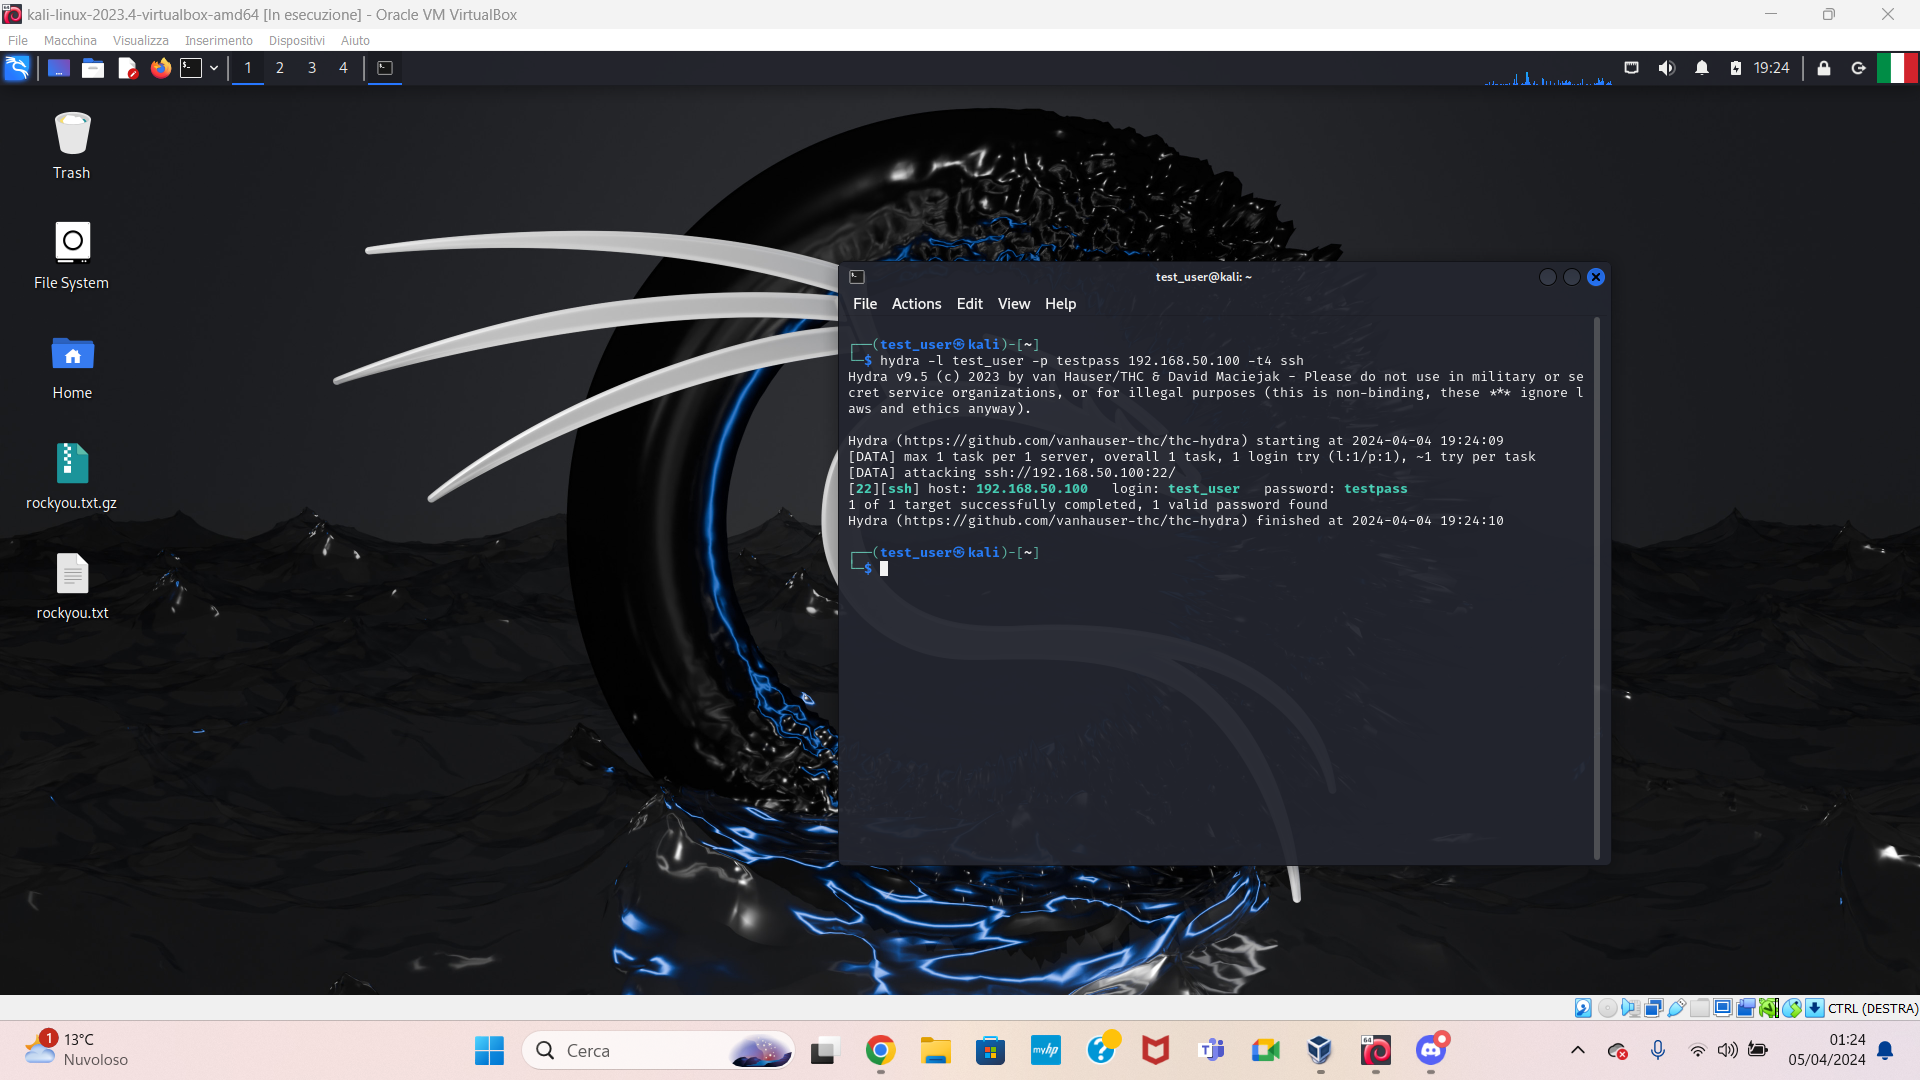 kali-linux-2023.4-virtualbox-amd64 [In esecuzione] - Oracle VM VirtualBox
File Macchina Visualizza Inserimento Dispositivi Aiuto
1 2 3 4 19:24
Trash
File System
Home
rockyou.txt.gz
rockyou.txt
test_user@kali: ~
File Actions Edit View Help
┌──(test_user㉿kali)-[~]
└─$ hydra -l test_user -p testpass 192.168.50.100 -t4 ssh
Hydra v9.5 (c) 2023 by van Hauser/THC & David Maciejak - Please do not use in military or se
cret service organizations, or for illegal purposes (this is non-binding, these *** ignore l
aws and ethics anyway).
Hydra (https://github.com/vanhauser-thc/thc-hydra) starting at 2024-04-04 19:24:09
[DATA] max 1 task per 1 server, overall 1 task, 1 login try (l:1/p:1), ~1 try per task
[DATA] attacking ssh://192.168.50.100:22/
[22][ssh] host: 192.168.50.100   login: test_user   password: testpass
1 of 1 target successfully completed, 1 valid password found
Hydra (https://github.com/vanhauser-thc/thc-hydra) finished at 2024-04-04 19:24:10
┌──(test_user㉿kali)-[~]
└─$
CTRL (DESTRA)
1
13°C
Nuvoloso
Cerca
myhp
64
01:24
05/04/2024